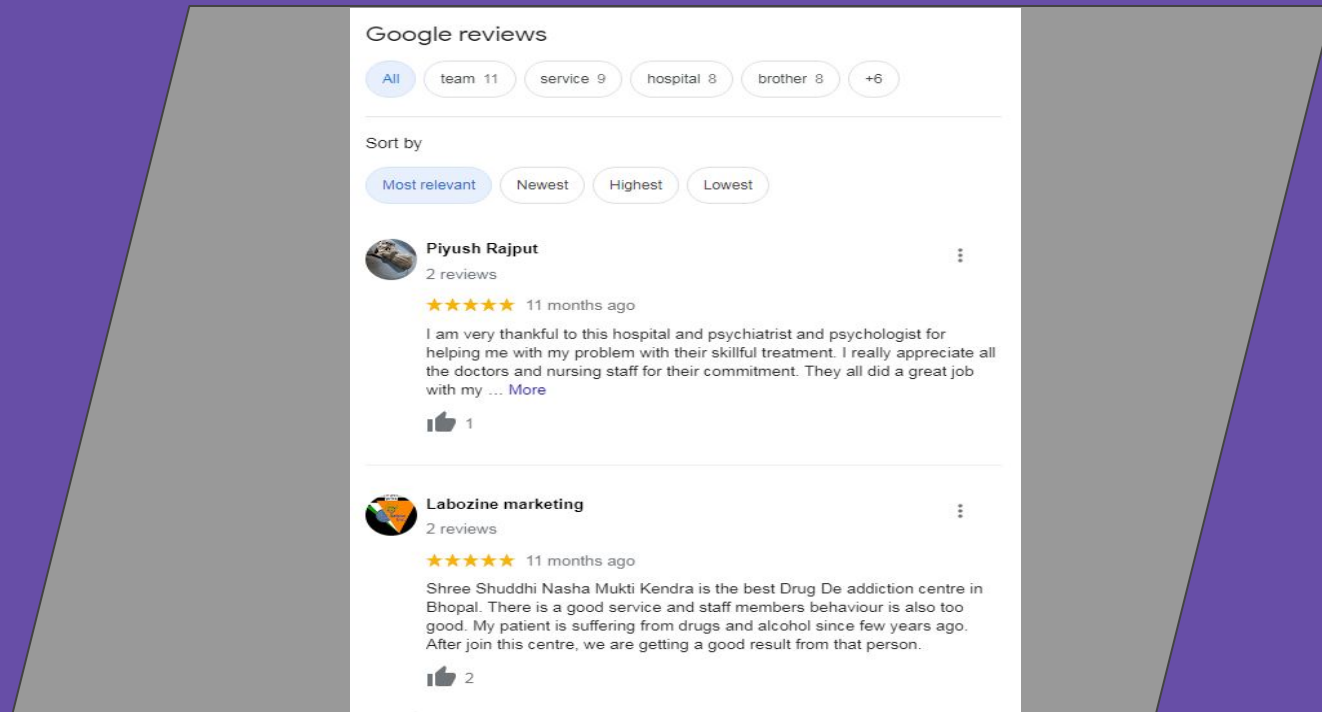 Google reviews
All team 11 service 9 hospital 8 brother 8 +6
Sort by
Most relevant Newest Highest Lowest
Piyush Rajput
2 reviews
11 months ago
I am very thankful to this hospital and psychiatrist and psychologist for
helping me with my problem with their skillful treatment. I really appreciate all
the doctors and nursing staff for their commitment. They all did a great job
with my ... More
1
Labozine marketing
2 reviews
11 months ago
Shree Shuddhi Nasha Mukti Kendra is the best Drug De addiction centre in
Bhopal. There is a good service and staff members behaviour is also too
good. My patient is suffering from drugs and alcohol since few years ago.
After join this centre, we are getting a good result from that person.
2